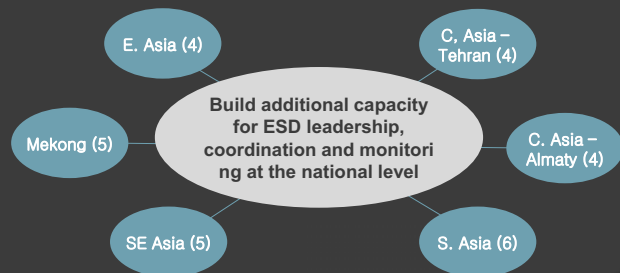 E. Asia (4)
C, Asia –
Tehran (4)
Build additional capacity
for ESD leadership,
coordination and monitori
ng at the national level
Mekong (5)
C. Asia –
Almaty (4)
SE Asia (5)
S. Asia (6)